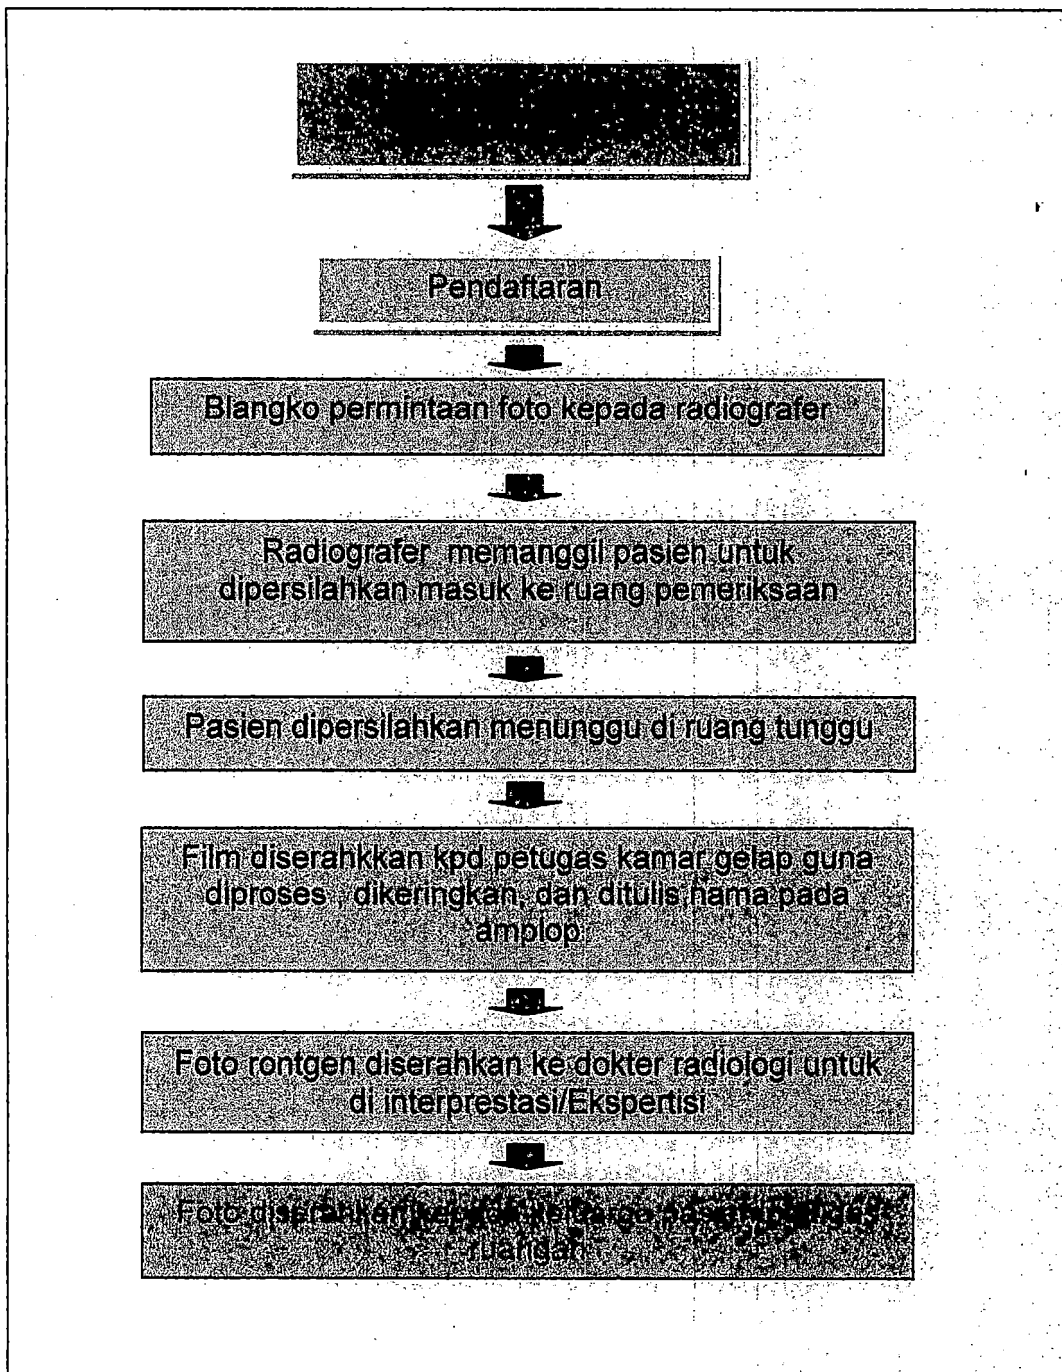 Pendaftaran
Blangko permintaan foto kepada radiografer
Radiografer memanggil pasien untuk
dipersilahkan masuk ke ruang pemeriksaan
Pasien dipersilahkan menunggu di ruang tunggu
Film diserahkkan kpd petugas kamar gelap guna
diproses , dikeringkan, dan ditulis nama pada
amplop
Foto rontgen diserahkan ke dokter radiologi untuk
di interprestasi/Ekspertisi
Foto diserahkan kepada keluarga
ruangan